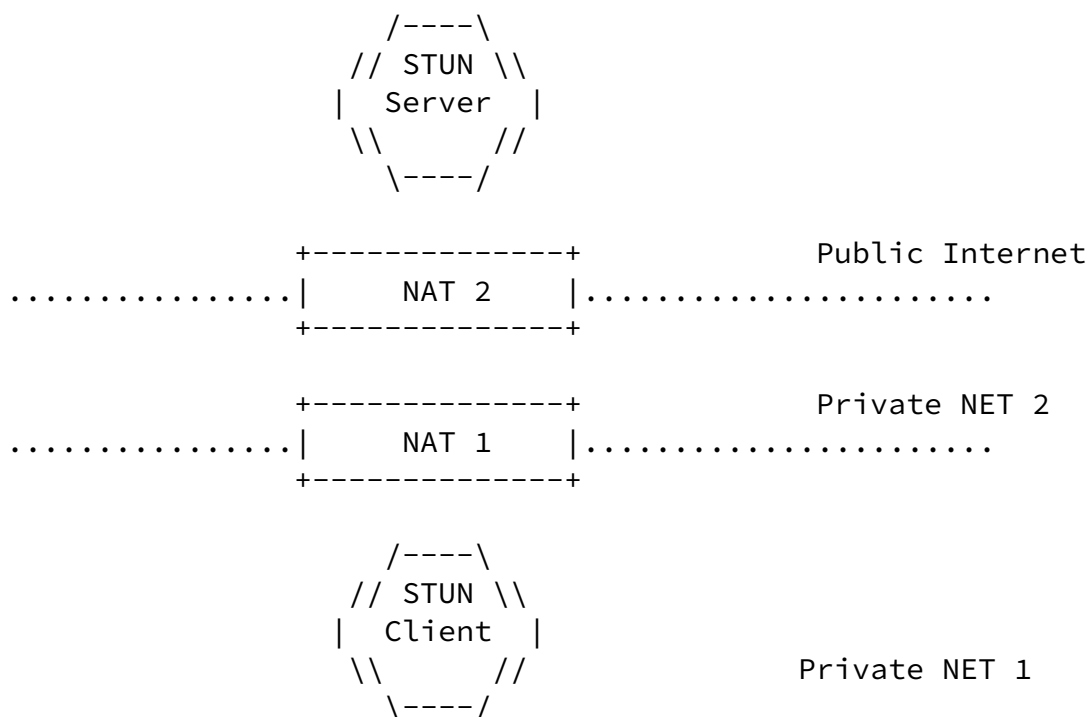 /----\
// STUN \\
| Server |
\\ //
\----/
+--------------+ Public Internet
................| NAT 2 |.......................
+--------------+
+--------------+ Private NET 2
................| NAT 1 |.......................
+--------------+
/----\
// STUN \\
| Client |
\\ // Private NET 1
\----/